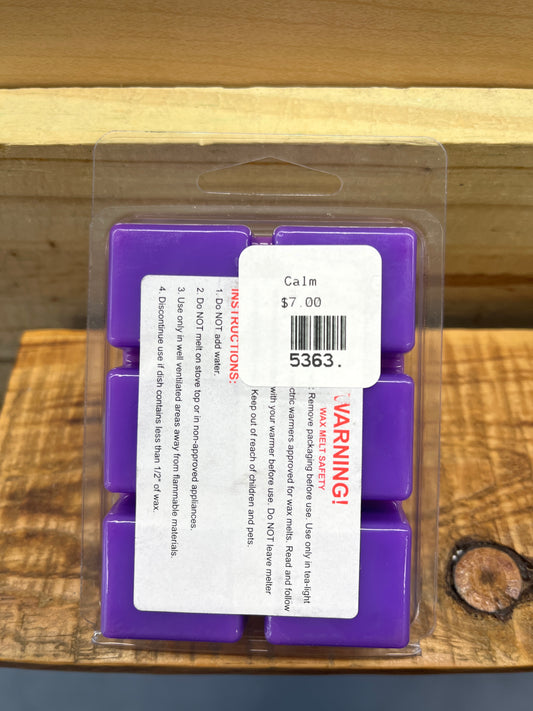 Calm
$7.00
5363.
WARNING!
WAX MELT SAFETY
: Remove packaging before use. Use only in tea-light
ctric warmers approved for wax melts. Read and follow
with your warmer before use. Do NOT leave melter
Keep out of reach of children and pets.
INSTRUCTIONS:
1. Do NOT add water.
2. Do NOT melt on stove top or in non-approved appliances.
3. Use only in well ventilated areas away from flammable materials.
4. Discontinue use if dish contains less than 1/2" of wax.